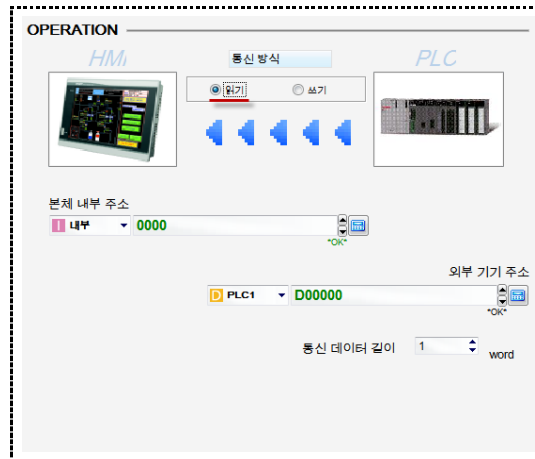 OPERATION
HMi
통신 방식
PLC
읽기
쓰기
본체 내부 주소
I 내부
0000
*OK*
외부 기기 주소
D PLC1
D00000
*OK*
통신 데이터 길이
1
word